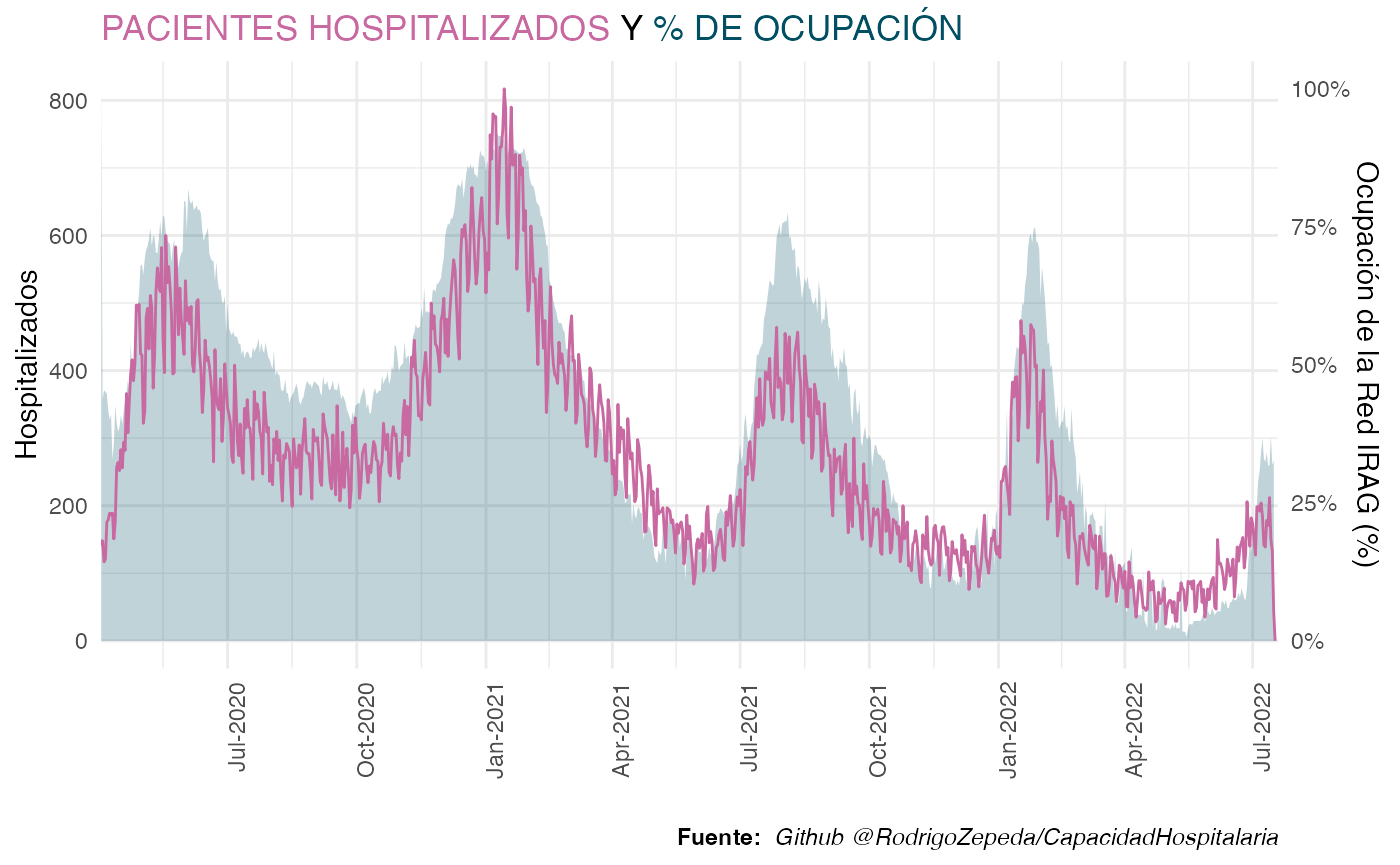 PACIENTES HOSPITALIZADOS Y % DE OCUPACIÓN
Hospitalizados
800
600
400
200
0
100%
75%
50%
25%
0%
Ocupación de la Red IRAG (%)
Jul-2020
Oct-2020
Jan-2021
Apr-2021
Jul-2021
Oct-2021
Jan-2022
Apr-2022
Jul-2022
Fuente: Github @RodrigoZepeda/CapacidadHospitalaria